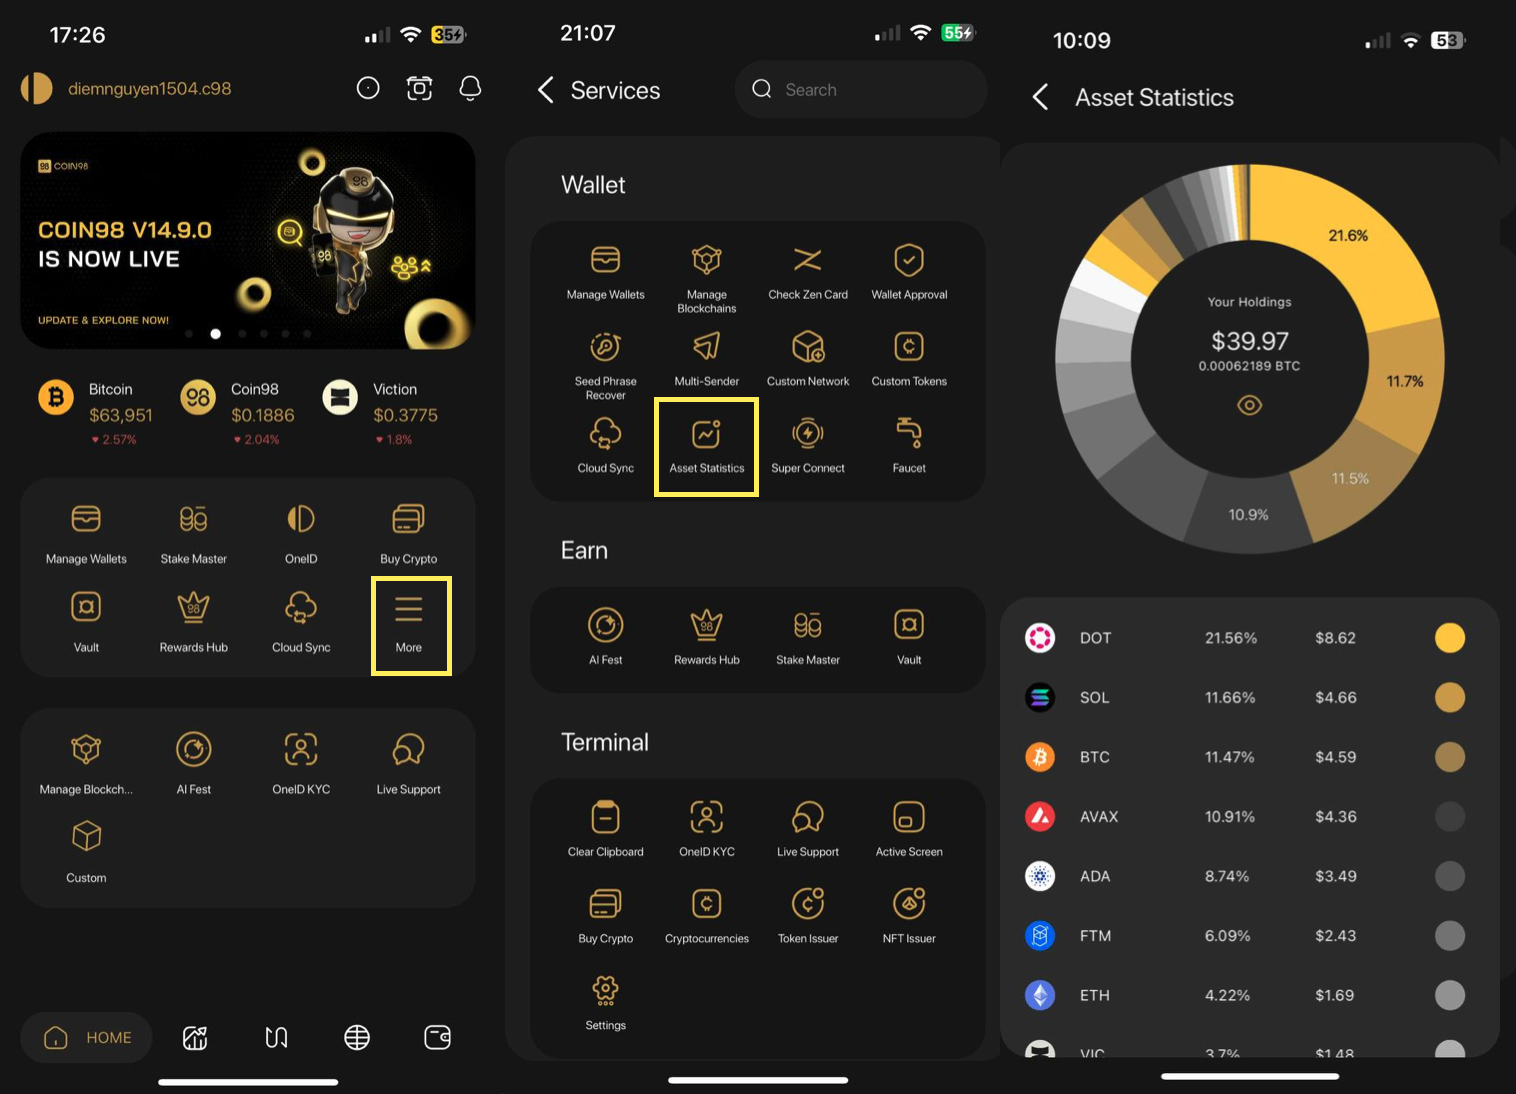 17:26
35
diemnguyen1504.c98
98 COIN98
98
98
COIN98 V14.9.0
IS NOW LIVE
UPDATE & EXPLORE NOW!
Bitcoin
$63,951
2.57%
98
Coin98
$0.1886
2.04%
Viction
$0.3775
1.8%
Manage Wallets
Stake Master
OneID
Buy Crypto
Vault
98
Rewards Hub
Cloud Sync
More
Manage Blockch...
AI Fest
OneID KYC
Live Support
Custom
HOME
21:07
55
Services
Search
Wallet
Manage Wallets
Manage
Blockchains
Check Zen Card
Wallet Approval
Seed Phrase
Recover
Multi-Sender
Custom Network
Custom Tokens
Cloud Sync
Asset Statistics
Super Connect
Faucet
Earn
AI Fest
98
Rewards Hub
Stake Master
Vault
Terminal
Clear Clipboard
OneID KYC
Live Support
Active Screen
Buy Crypto
Cryptocurrencies
Token Issuer
NFT Issuer
Settings
10:09
53
Asset Statistics
21.6%
11.7%
11.5%
10.9%
Your Holdings
$39.97
0.00062189 BTC
DOT 21.56% $8.62
SOL 11.66% $4.66
BTC 11.47% $4.59
AVAX 10.91% $4.36
ADA 8.74% $3.49
FTM 6.09% $2.43
ETH 4.22% $1.69
VIC 3.7% $1.48